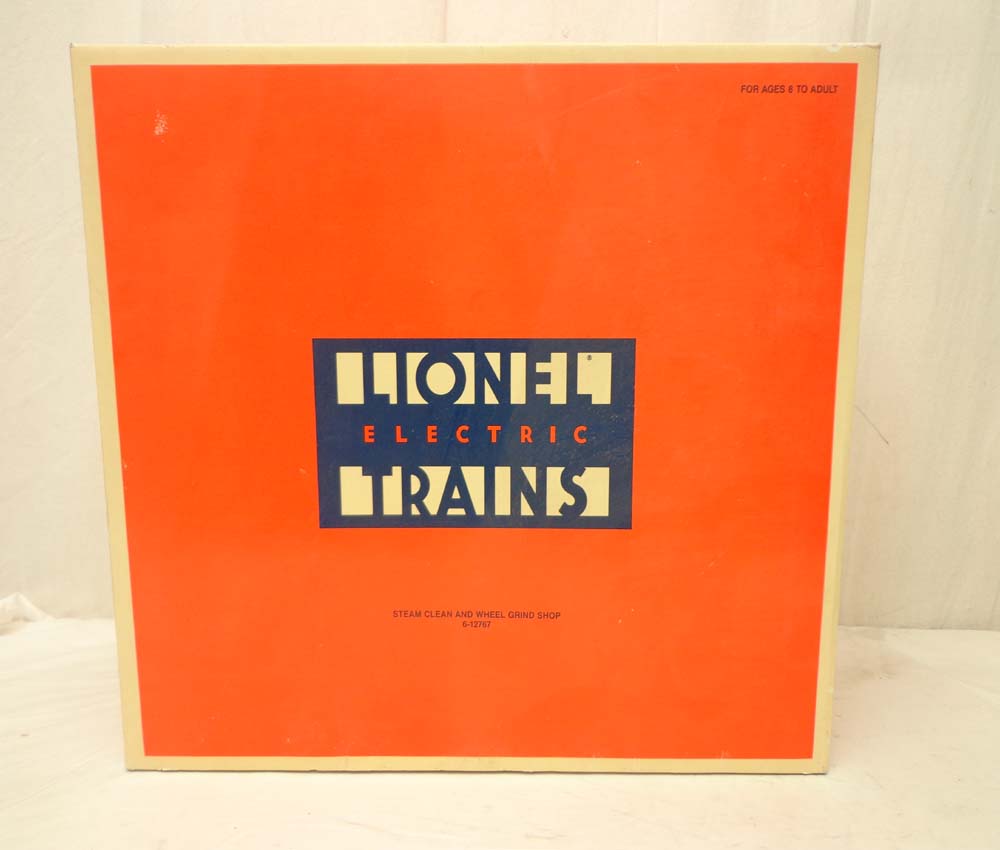 FOR AGES 8 TO ADULT
LIONEL®
ELECTRIC
TRAINS
STEAM CLEAN AND WHEEL GRIND SHOP
6-12767